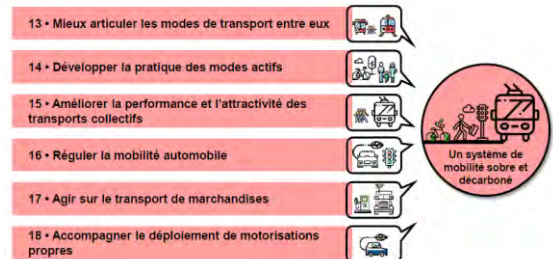 13 • Mieux articuler les modes de transport entre eux
14 • Développer la pratique des modes actifs
15 • Améliorer la performance et l'attractivité des
transports collectifs
16 • Réguler la mobilité automobile
17 • Agir sur le transport de marchandises
18 • Accompagner le déploiement de motorisations
propres
Un système de
mobilité sobre et
décarboné